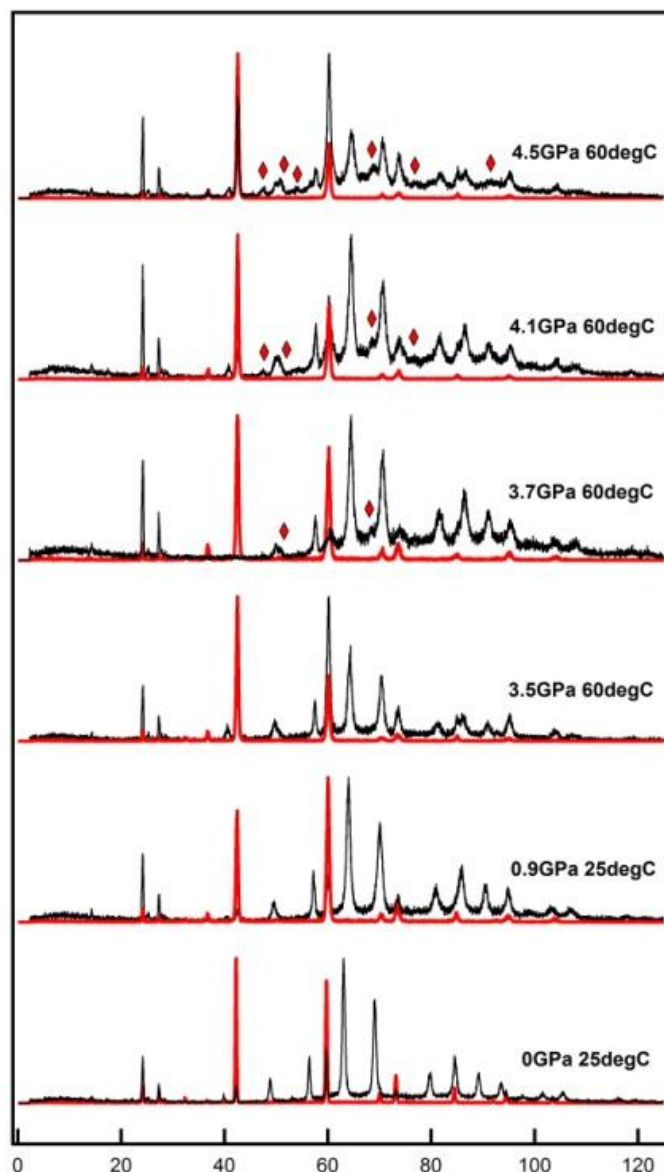 4.5GPa 60degC
4.1GPa 60degC
3.7GPa 60degC
3.5GPa 60degC
0.9GPa 25degC
0GPa 25degC
0 20 40 60 80 100 120